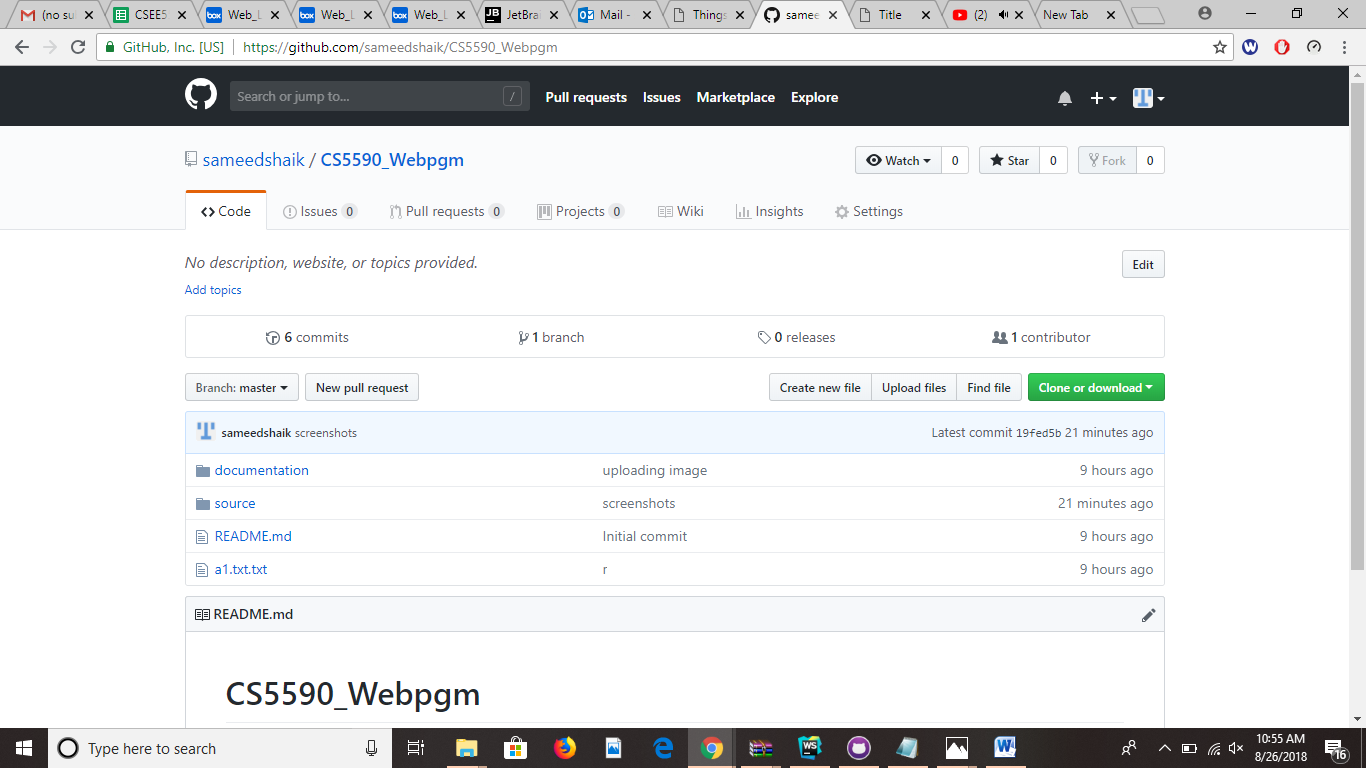 (no su
CSEE5
Web_L
Web_L
Web_L
JetBrai
Mail -
Things
samee
Title
(2)
New Tab
GitHub, Inc. [US] https://github.com/sameedshaik/CS5590_Webpgm
Search or jump to... /
Pull requests Issues Marketplace Explore
sameedshaik / CS5590_Webpgm
Watch 0 Star 0 Fork 0
Code Issues 0 Pull requests 0 Projects 0 Wiki Insights Settings
No description, website, or topics provided. Edit
Add topics
6 commits 1 branch 0 releases 1 contributor
Branch: master New pull request Create new file Upload files Find file Clone or download
sameedshaik screenshots Latest commit 19fed5b 21 minutes ago
documentation uploading image 9 hours ago
source screenshots 21 minutes ago
README.md Initial commit 9 hours ago
a1.txt.txt r 9 hours ago
README.md
CS5590_Webpgm
Type here to search
10:55 AM
8/26/2018
16